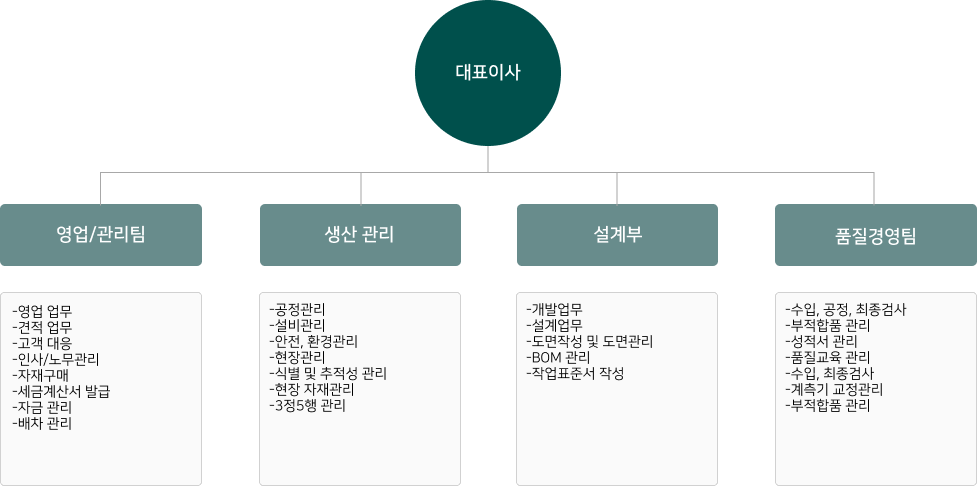 대표이사
영업/관리팀
-영업 업무
-견적 업무
-고객 대응
-인사/노무관리
-자재구매
-세금계산서 발급
-자금 관리
-배차 관리
생산 관리
-공정관리
-설비관리
-안전, 환경관리
-현장관리
-식별 및 추적성 관리
-현장 자재관리
-3정5행 관리
설계부
-개발업무
-설계업무
-도면작성 및 도면관리
-BOM 관리
-작업표준서 작성
품질경영팀
-수입, 공정, 최종검사
-부적합품 관리
-성적서 관리
-품질교육 관리
-수입, 최종검사
-계측기 교정관리
-부적합품 관리